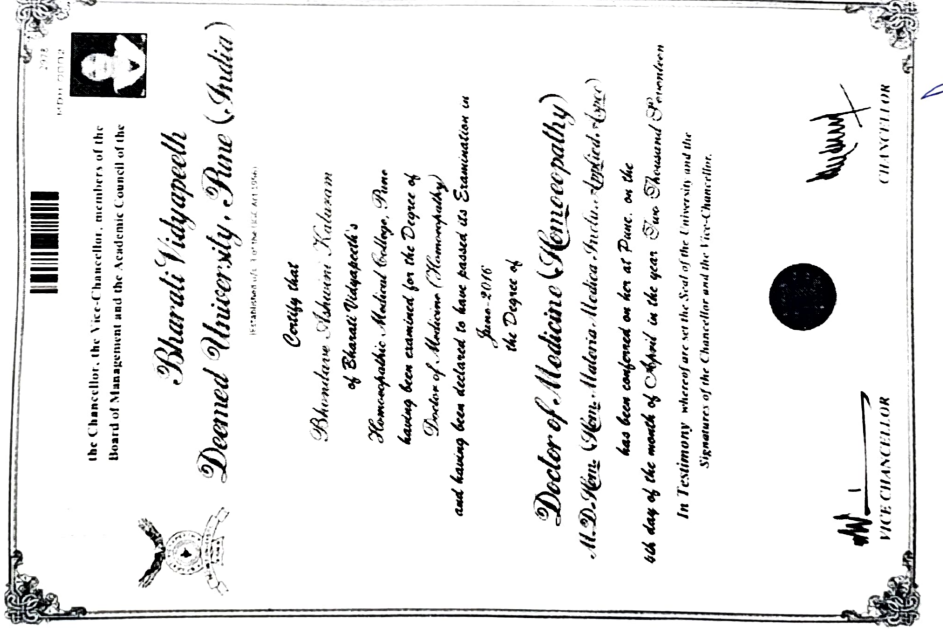 2928
the Chancellor, the Vice-Chancellor, members of the
Board of Management and the Academic Council of the
Bharati Vidyapeeth
Deemed University, Pune (India)
Certify that
Bhondave Ashwini Kaluram
of Bharati Vidyapeeth's
Homoeopathic Medical College, Pune
having been examined for the Degree of
Doctor of Medicine (Homoeopathy)
and having been declared to have passed its Examination in
June-2016
the Degree of
Doctor of Medicine (Homoeopathy)
M.D. Hom. (Hom. Materia Medica Inclu. Applied Aspec)
has been conferred on her at Pune, on the
6th day of the month of April in the year Two Thousand Seventeen
In Testimony whereof are set the Seal of the University and the
Signatures of the Chancellor and the Vice-Chancellor.
VICE CHANCELLOR
CHANCELLOR